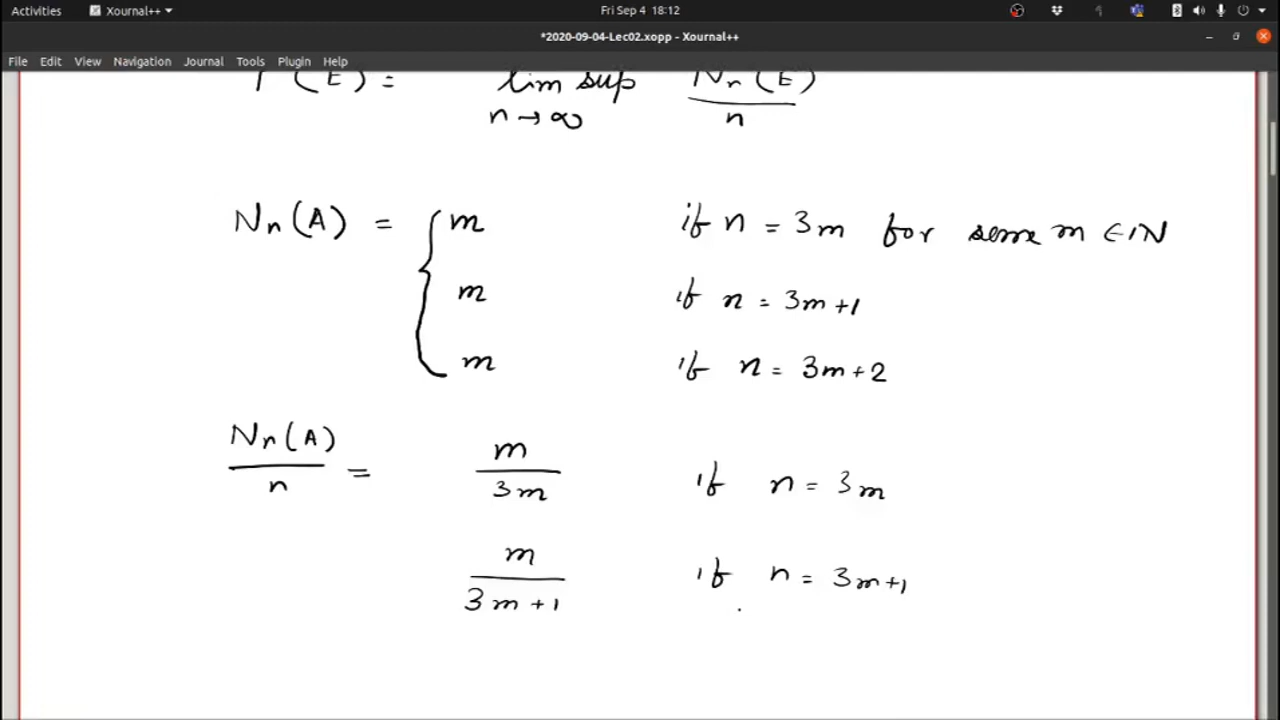 Activities Xournal++ Fri Sep 4 18:12
*2020-09-04-Lec02.xopp - Xournal++
File Edit View Navigation Journal Tools Plugin Help
(E) = lim sup Nn(E)
n → ∞ n
Nn(A) = { m if n = 3m for some m ∈ IN
m if n = 3m+1
m if n = 3m+2
Nn(A) / n = m / 3m if n = 3m
m / 3m+1 if n = 3m+1